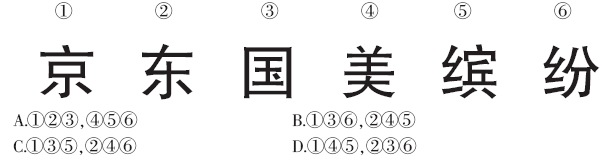 ① ② ③ ④ ⑤ ⑥
京 东 国 美 缤 纷
A.①②③,④⑤⑥ B.①③⑥,②④⑤
C.①③⑤,②④⑥ D.①④⑤,②③⑥